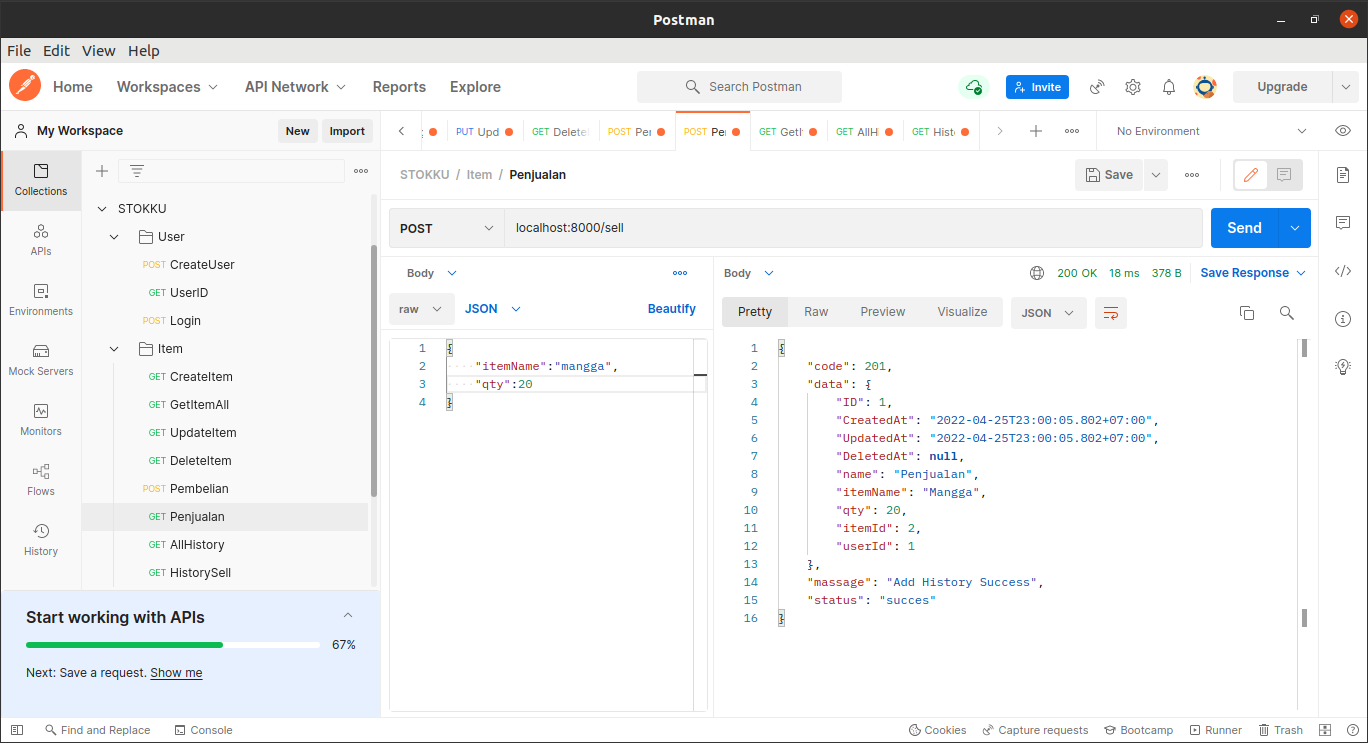 Postman
File Edit View Help
Home Workspaces API Network Reports Explore Search Postman Invite Upgrade
My Workspace New Import
PUT Upd GET Delete POST Per POST Per GET GetI GET AllH GET Histo No Environment
Collections
APIs
Environments
Mock Servers
Monitors
Flows
History
STOKKU
User
POST CreateUser
GET UserID
POST Login
Item
GET CreateItem
GET GetItemAll
GET UpdateItem
GET DeleteItem
POST Pembelian
GET Penjualan
GET AllHistory
GET HistorySell
Start working with APIs
67%
Next: Save a request. Show me
STOKKU / Item / Penjualan Save
POST localhost:8000/sell Send
Body
raw JSON Beautify
1 {
2 "itemName":"mangga",
3 "qty":20
4 }
Body 200 OK 18 ms 378 B Save Response
Pretty Raw Preview Visualize JSON
1 {
2 "code": 201,
3 "data": {
4 "ID": 1,
5 "CreatedAt": "2022-04-25T23:00:05.802+07:00",
6 "UpdatedAt": "2022-04-25T23:00:05.802+07:00",
7 "DeletedAt": null,
8 "name": "Penjualan",
9 "itemName": "Mangga",
10 "qty": 20,
11 "itemId": 2,
12 "userId": 1
13 },
14 "massage": "Add History Success",
15 "status": "succes"
16 }
Find and Replace Console Cookies Capture requests Bootcamp Runner Trash